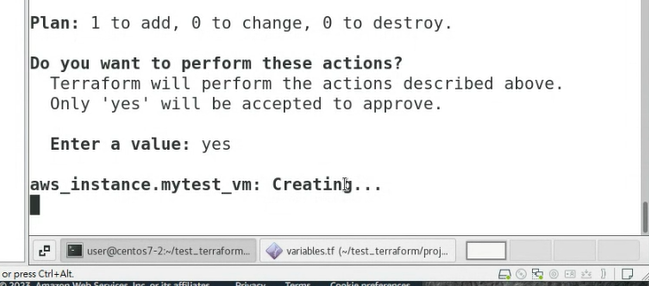 Plan: 1 to add, 0 to change, 0 to destroy.
Do you want to perform these actions?
Terraform will perform the actions described above.
Only 'yes' will be accepted to approve.
Enter a value: yes
aws_instance.mytest_vm: Creating...
user@centos7-2:~/test_terraform...
variables.tf (~/test_terraform/proj...
or press Ctrl+Alt.
© 2023, Amazon Web Services, Inc. or its affiliates. Privacy Terms Cookie preferences